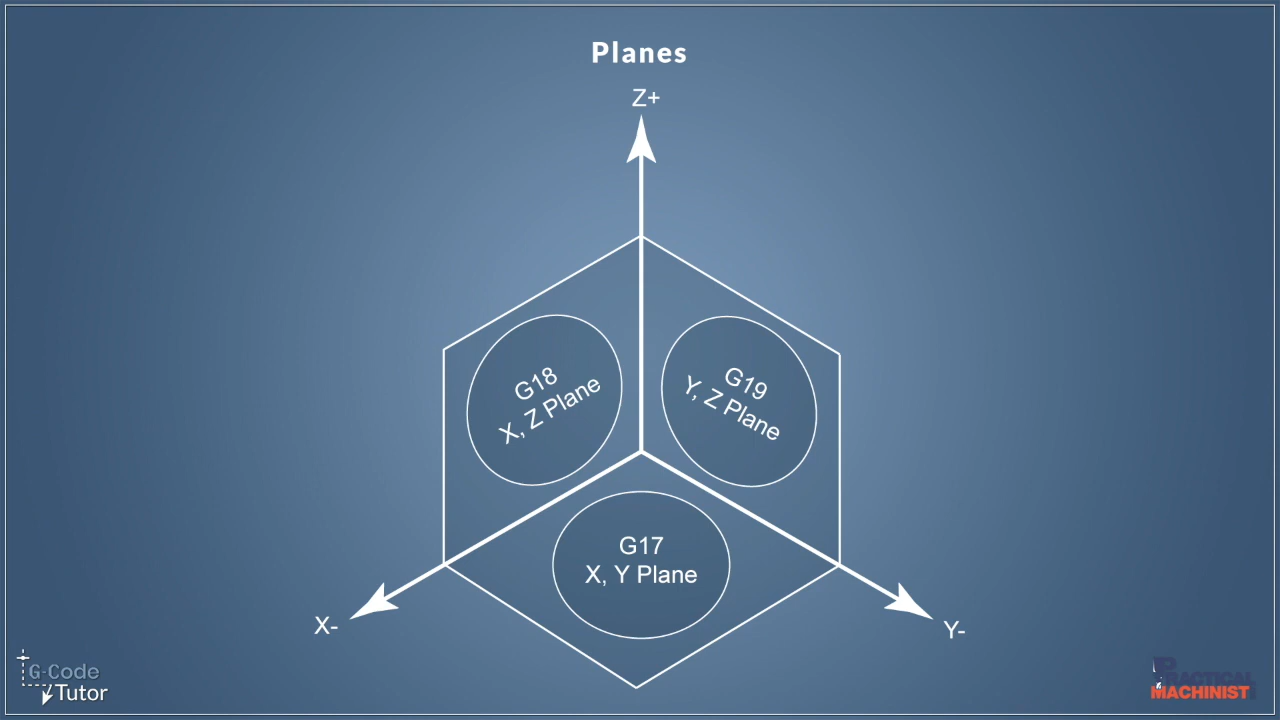 Planes
Z+
G18
X, Z Plane
G19
Y, Z Plane
G17
X, Y Plane
X-
Y-
G-Code
Tutor
PRACTICAL
MACHINIST